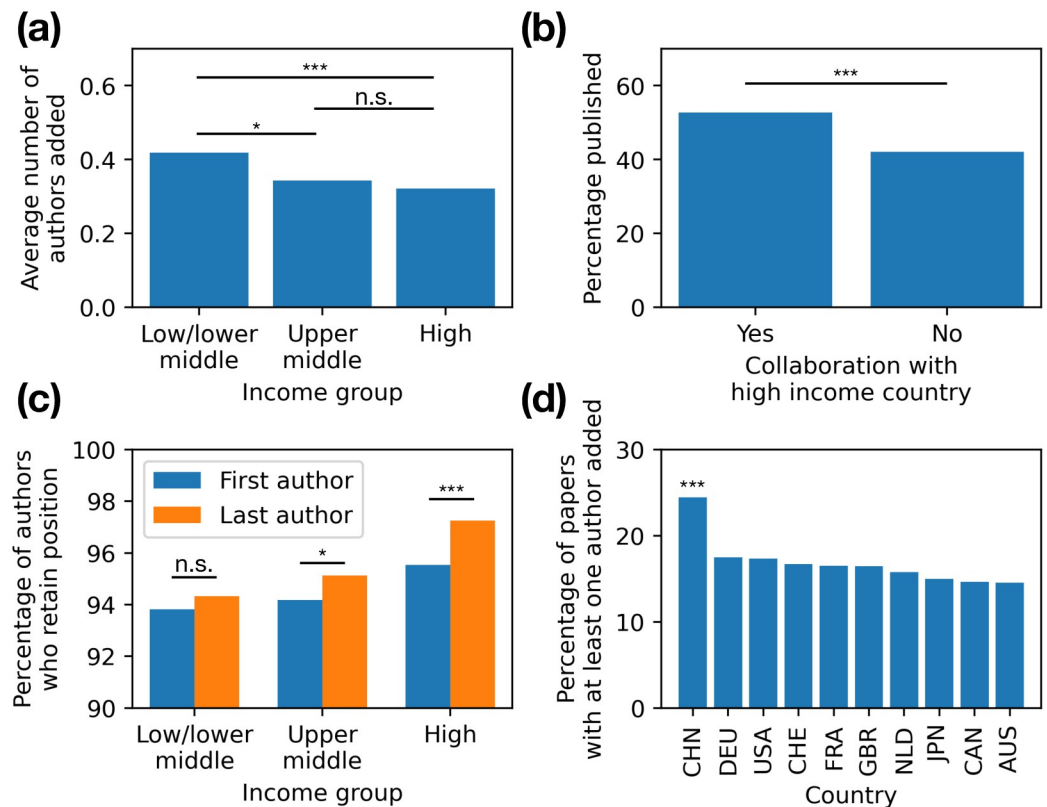 (a)
Average number of
authors added
0.6
0.4
0.2
0.0
***
n.s.
*
Low/lower
middle
Upper
middle
High
Income group
(b)
Percentage published
60
40
20
0
***
Yes
No
Collaboration with
high income country
(c)
Percentage of authors
who retain position
100
98
96
94
92
90
First author
Last author
n.s.
*
***
Low/lower
middle
Upper
middle
High
Income group
(d)
Percentage of papers
with at least one author added
30
20
10
0
***
CHN
DEU
USA
CHE
FRA
GBR
NLD
JPN
CAN
AUS
Country